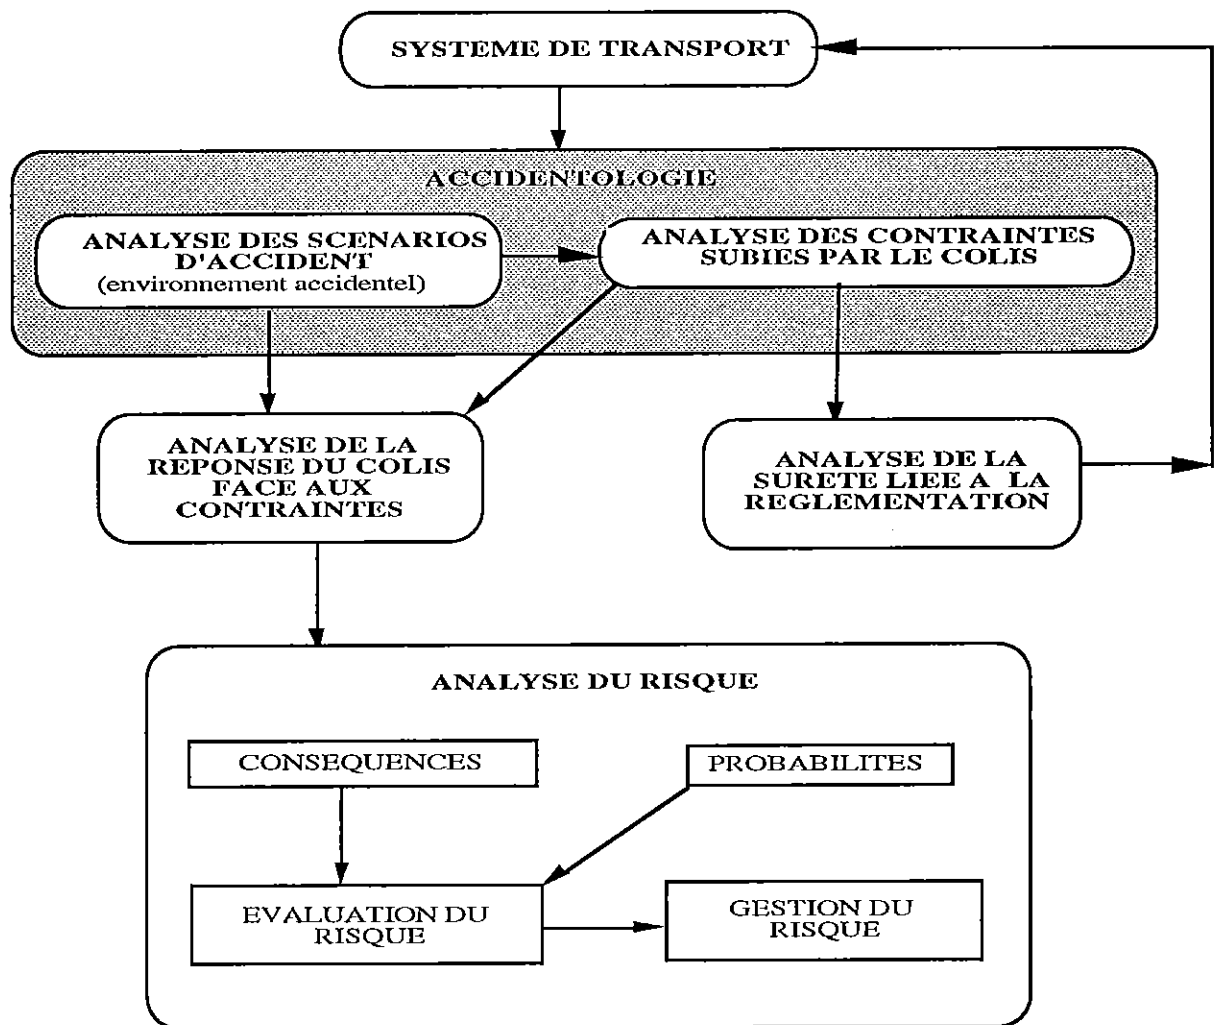 SYSTEME DE TRANSPORT
ACCIDENTOLOGIE
ANALYSE DES SCENARIOS
D'ACCIDENT
(environnement accidentel)
ANALYSE DES CONTRAINTES
SUBIES PAR LE COLIS
ANALYSE DE LA
REPONSE DU COLIS
FACE AUX
CONTRAINTES
ANALYSE DE LA
SURETE LIEE A LA
REGLEMENTATION
ANALYSE DU RISQUE
CONSEQUENCES
PROBABILITES
EVALUATION DU
RISQUE
GESTION DU
RISQUE